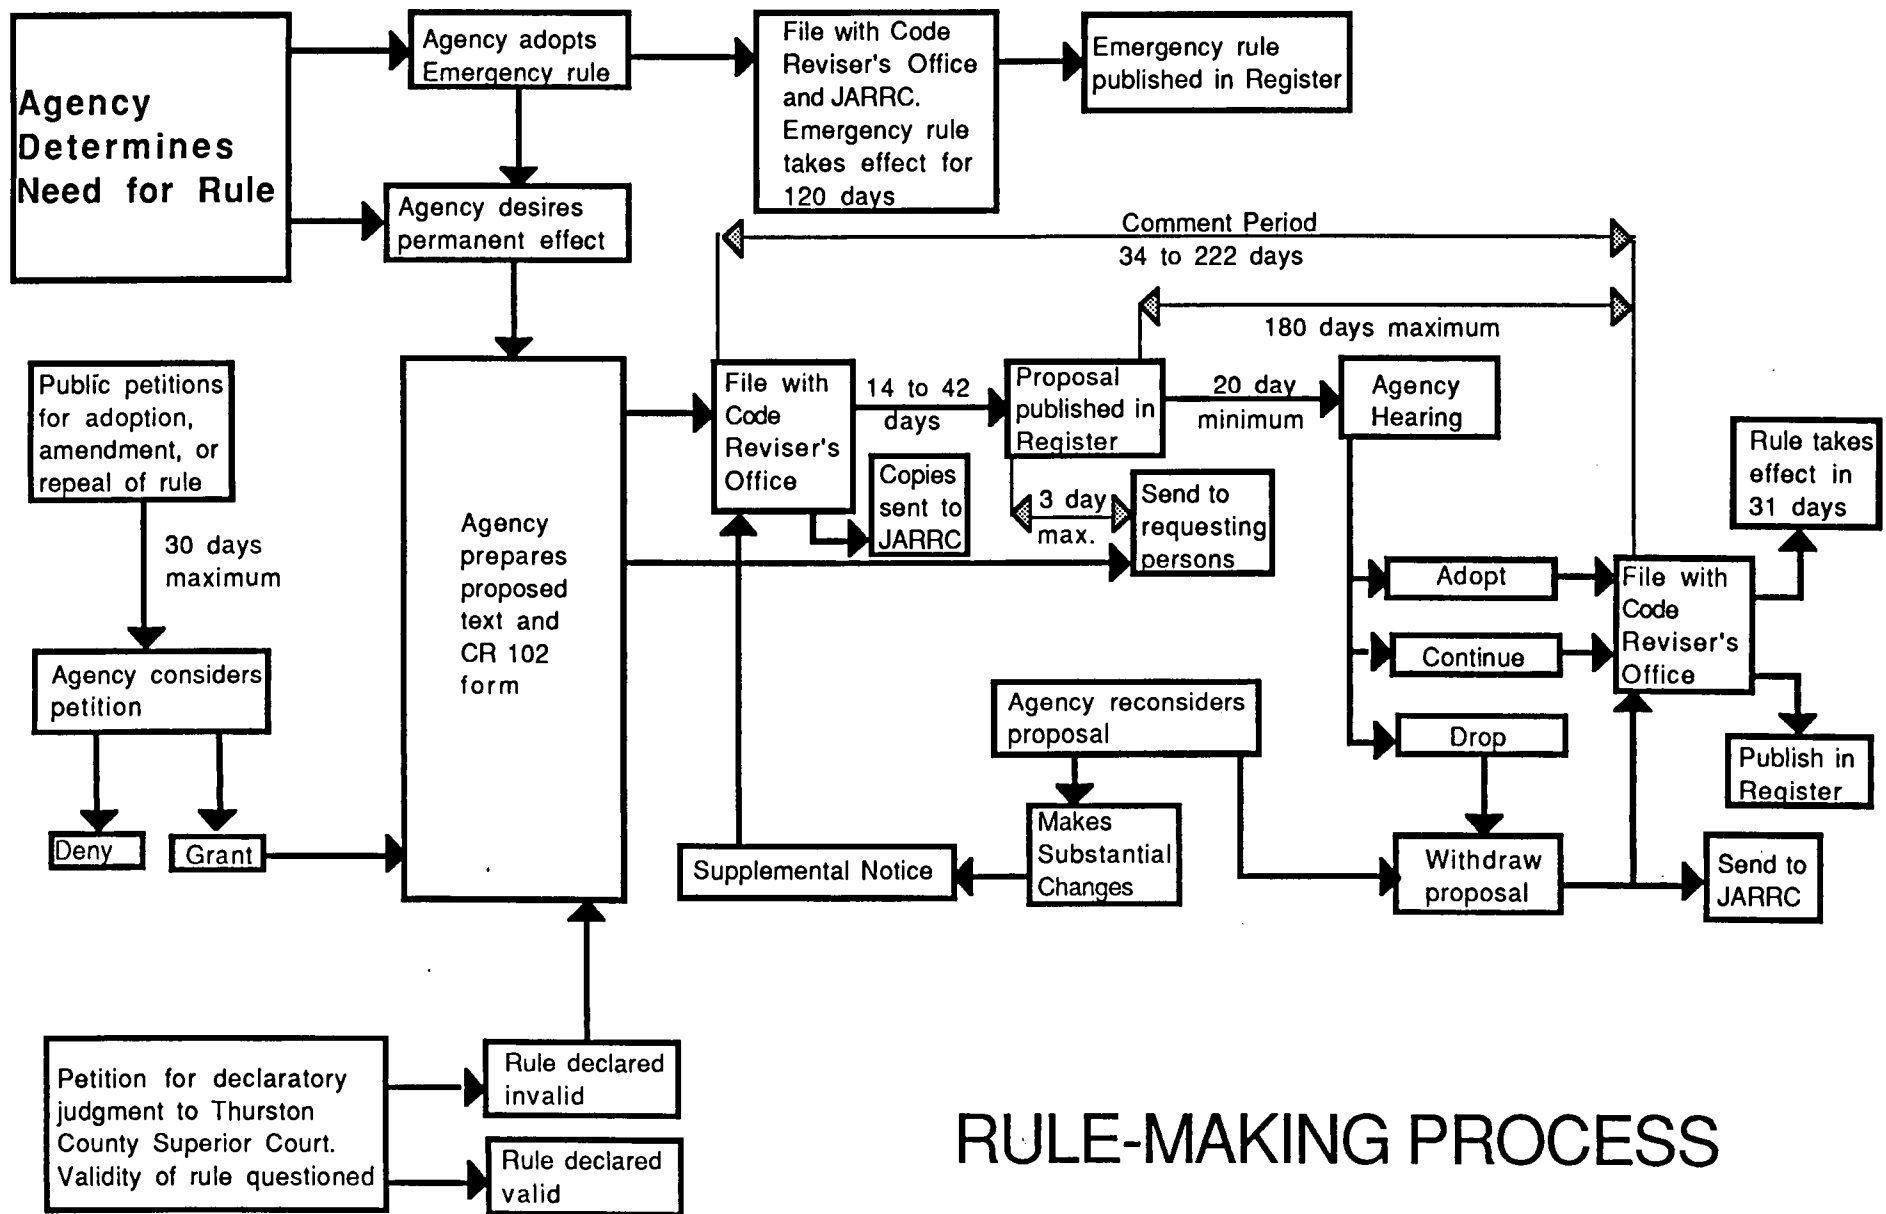 Agency
Determines
Need for Rule
Agency adopts
Emergency rule
File with Code
Reviser's Office
and JARRC.
Emergency rule
takes effect for
120 days
Emergency rule
published in Register
Agency desires
permanent effect
Comment Period
34 to 222 days
180 days maximum
Public petitions
for adoption,
amendment, or
repeal of rule
30 days
maximum
Agency considers
petition
Deny
Grant
Agency
prepares
proposed
text and
CR 102
form
File with
Code
Reviser's
Office
14 to 42
days
Copies
sent to
JARRC
Proposal
published in
Register
3 day
max.
Send to
requesting
persons
20 day
minimum
Agency
Hearing
Adopt
Continue
Drop
File with
Code
Reviser's
Office
Rule takes
effect in
31 days
Publish in
Register
Agency reconsiders
proposal
Makes
Substantial
Changes
Supplemental Notice
Withdraw
proposal
Send to
JARRC
Petition for declaratory
judgment to Thurston
County Superior Court.
Validity of rule questioned
Rule declared
invalid
Rule declared
valid
RULE-MAKING PROCESS